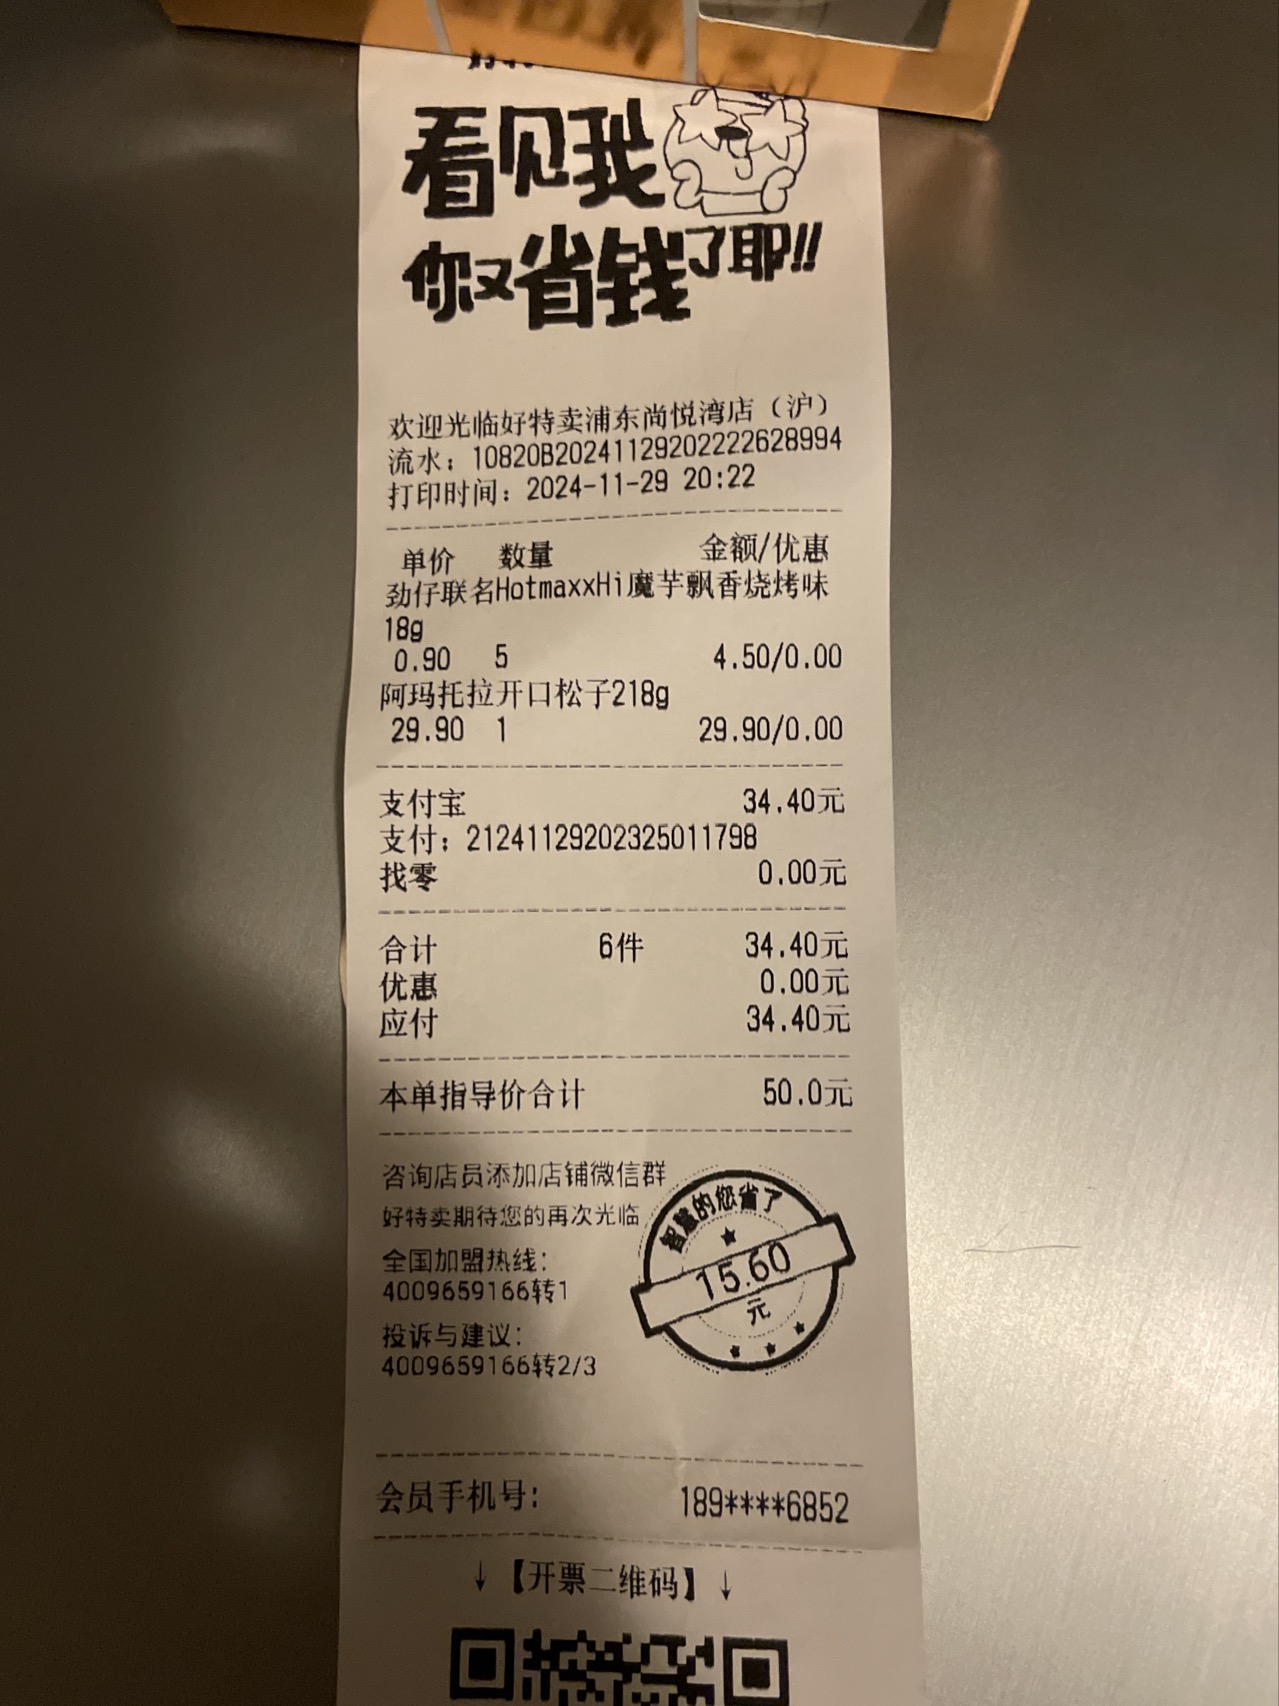 看见我
你又省钱了耶!!
欢迎光临好特卖浦东尚悦湾店（沪）
流水：10820B20241129202222628994
打印时间：2024-11-29 20:22
单价 数量 金额/优惠
劲仔联名HotmaxxHi魔芋飘香烧烤味
18g
0.90 5 4.50/0.00
阿玛托拉开口松子218g
29.90 1 29.90/0.00
支付宝 34.40元
支付：21241129202325011798
找零 0.00元
合计 6件 34.40元
优惠 0.00元
应付 34.40元
本单指导价合计 50.0元
咨询店员添加店铺微信群
好特卖期待您的再次光临
全国加盟热线：
4009659166转1
投诉与建议：
4009659166转2/3
智慧的您省了
15.60
元
会员手机号： 189****6852
↓【开票二维码】↓